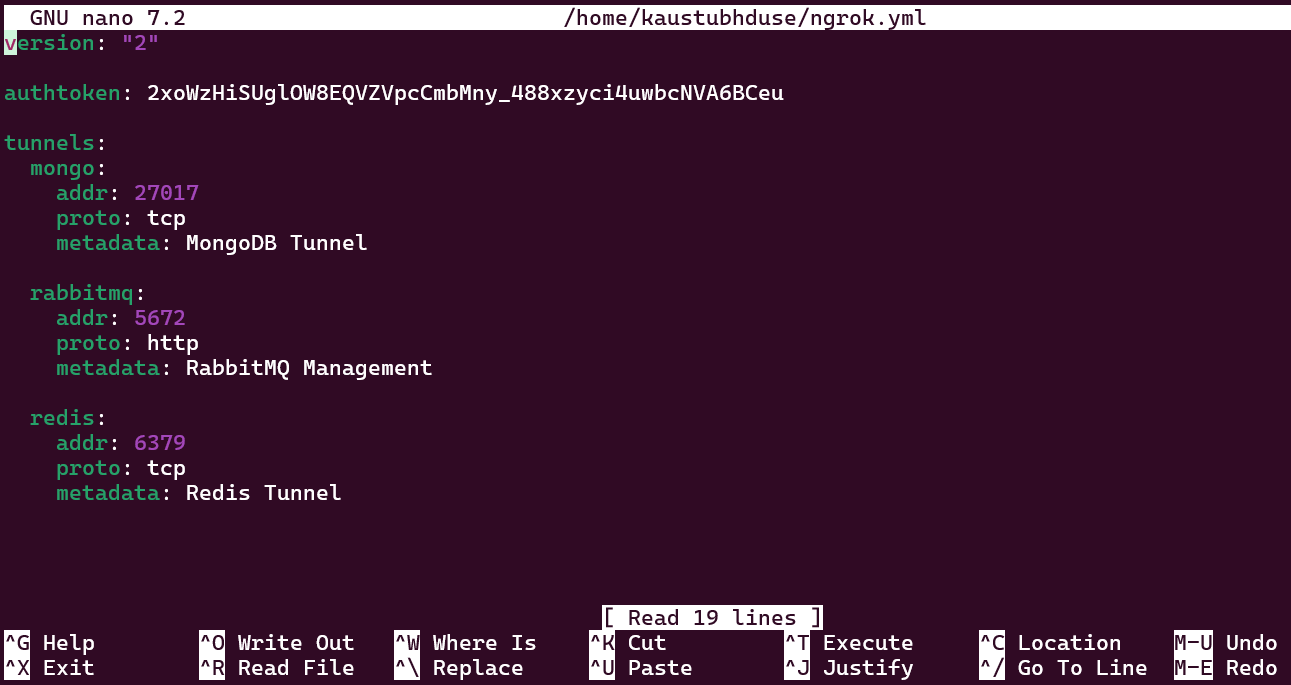 GNU nano 7.2 /home/kaustubhduse/ngrok.yml
version: "2"
authtoken: 2xoWzHiSUglOW8EQVZVpcCmbMny_488xzyci4uwbcNVA6BCeu
tunnels:
  mongo:
    addr: 27017
    proto: tcp
    metadata: MongoDB Tunnel
  rabbitmq:
    addr: 5672
    proto: http
    metadata: RabbitMQ Management
  redis:
    addr: 6379
    proto: tcp
    metadata: Redis Tunnel
[ Read 19 lines ]
^G Help ^O Write Out ^W Where Is ^K Cut ^T Execute ^C Location M-U Undo
^X Exit ^R Read File ^\ Replace ^U Paste ^J Justify ^/ Go To Line M-E Redo